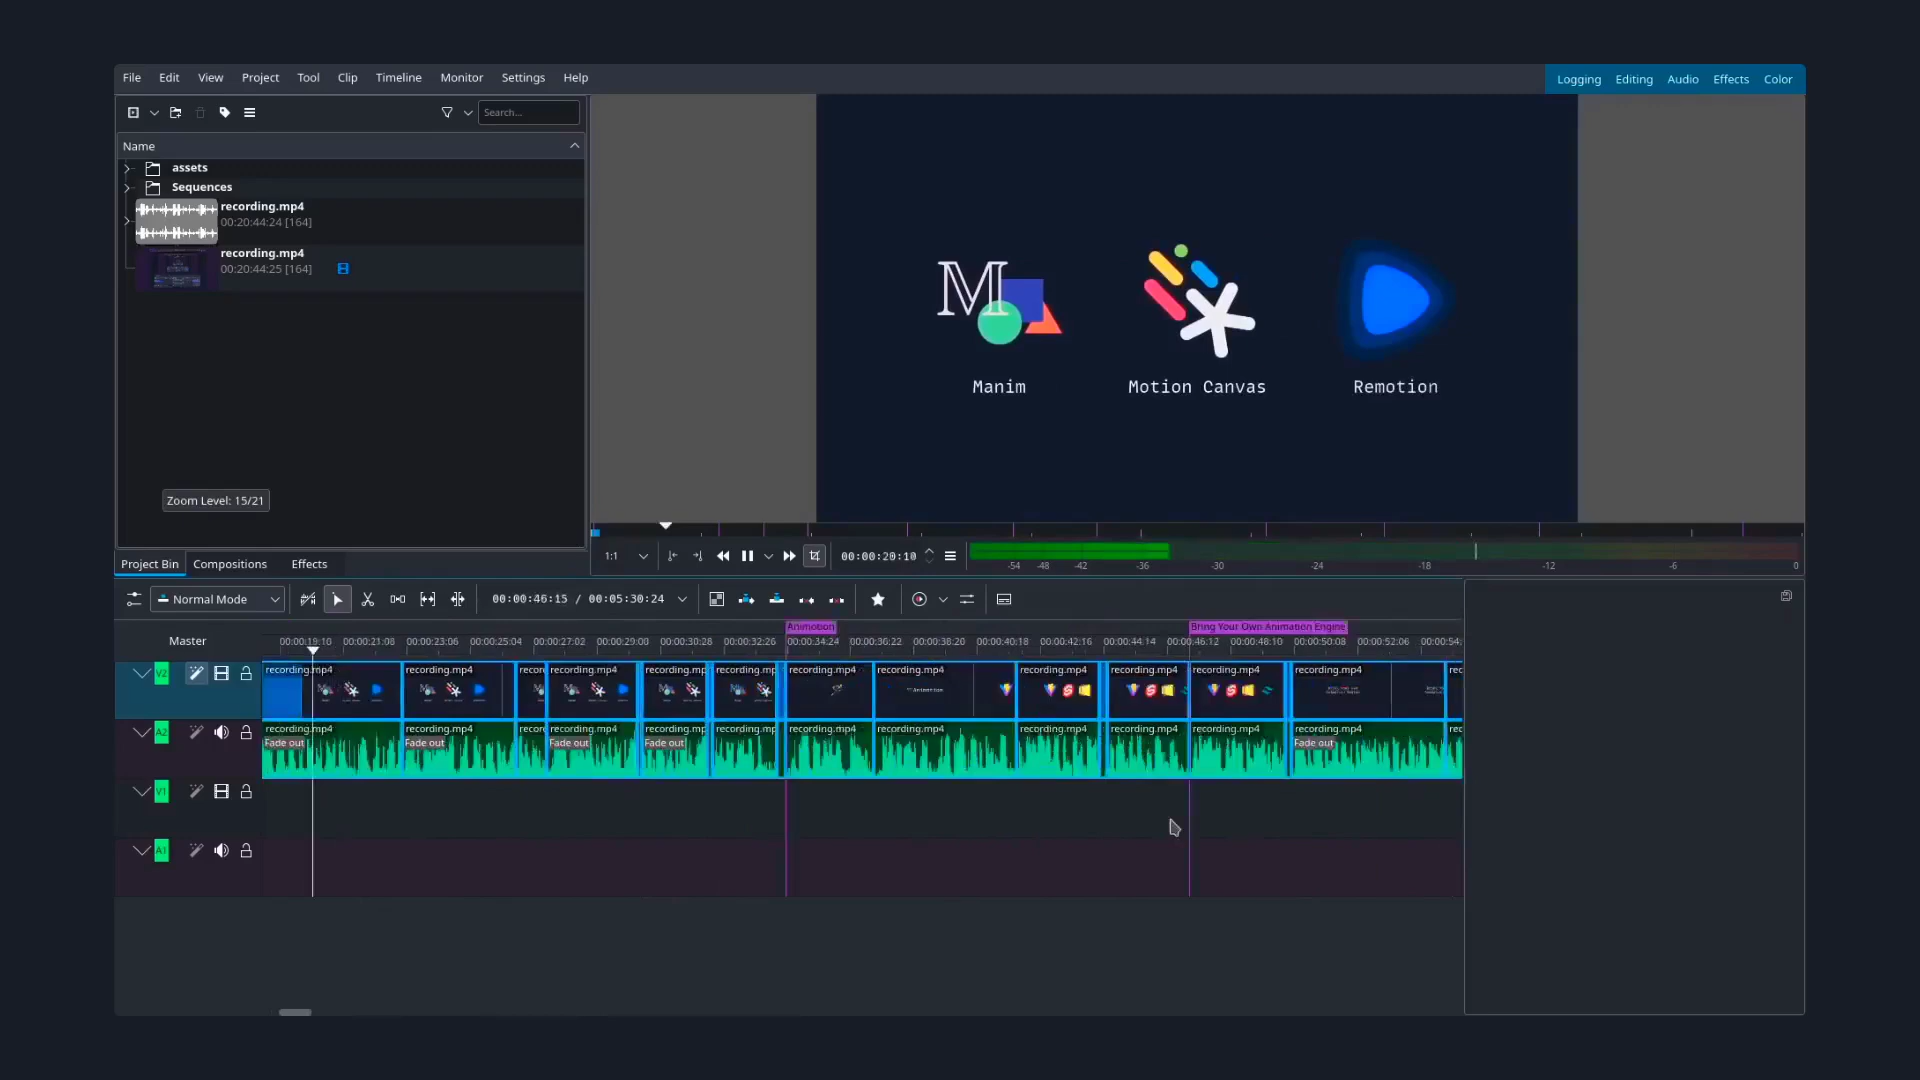 File Edit View Project Tool Clip Timeline Monitor Settings Help
Logging Editing Audio Effects Color
Search...
Name
assets
Sequences
recording.mp4
00:20:44:24 [164]
recording.mp4
00:20:44:25 [164]
M
Manim Motion Canvas Remotion
Zoom Level: 15/21
1:1 00:00:20:10
-54 -48 -42 -36 -30 -24 -18 -12 -6 0
Project Bin Compositions Effects
Normal Mode 00:00:46:15 / 00:05:30:24
Animotion Bring Your Own Animation Engine
Master 00:00:19:10 00:00:21:08 00:00:23:06 00:00:25:04 00:00:27:02 00:00:29:00 00:00:30:28 00:00:32:26 00:00:34:24 00:00:36:22 00:00:38:20 00:00:40:18 00:00:42:16 00:00:44:14 00:00:46:12 00:00:48:10 00:00:50:08 00:00:52:06 00:00:54:
V2 recording.mp4 recording.mp4 recor recording.mp4 recording.mp4 recording.mp4 recording.mp4 recording.mp4 recording.mp4 recording.mp4 recording.mp4 recording.mp4 rec
A2 recording.mp4 recording.mp4 recor recording.mp4 recording.mp4 recording.mp4 recording.mp4 recording.mp4 recording.mp4 recording.mp4 recording.mp4 recording.mp4 rec
Fade out Fade out Fade out Fade out Fade out
V1
A1